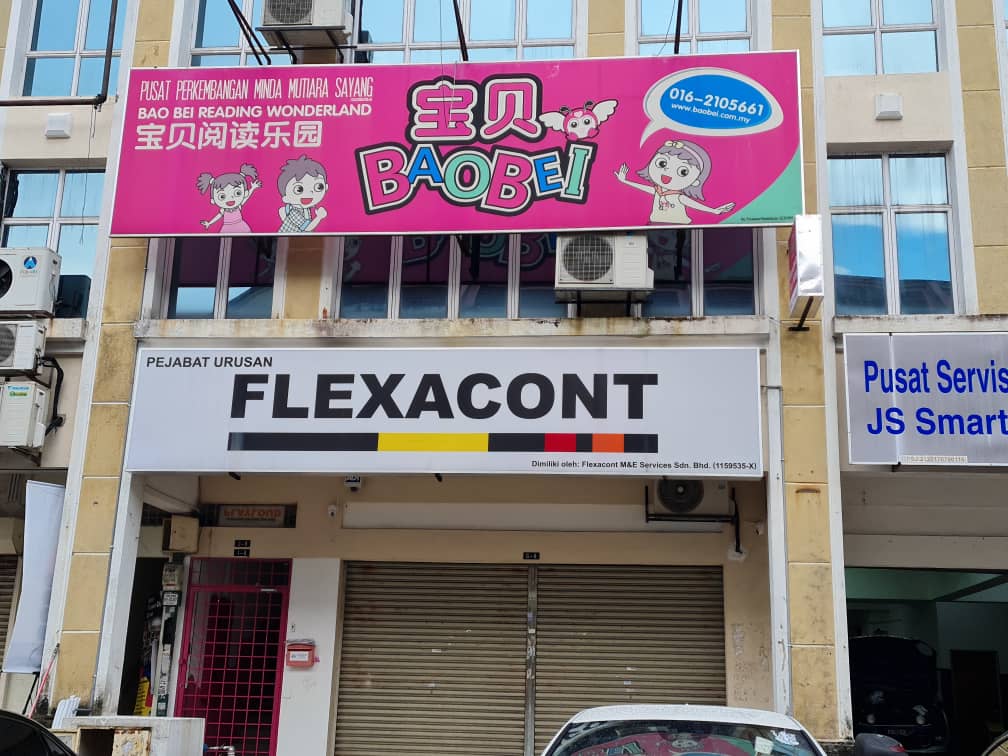 PUSAT PERKEMBANGAN MINDA MUTIARA SAYANG
BAO BEI READING WONDERLAND
宝贝阅读乐园
宝贝
BAOBEI
016-2105661
www.baobei.com.my
PEJABAT URUSAN
FLEXACONT
Dimiliki oleh: Flexacont M&E Services Sdn. Bhd. (1159535-X)
Pusat Servis
JS Smart
PLAYLOUD